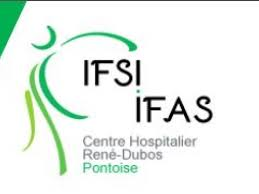 IFSI
iFAS
Centre Hospitalier
René-Dubos
Pontoise